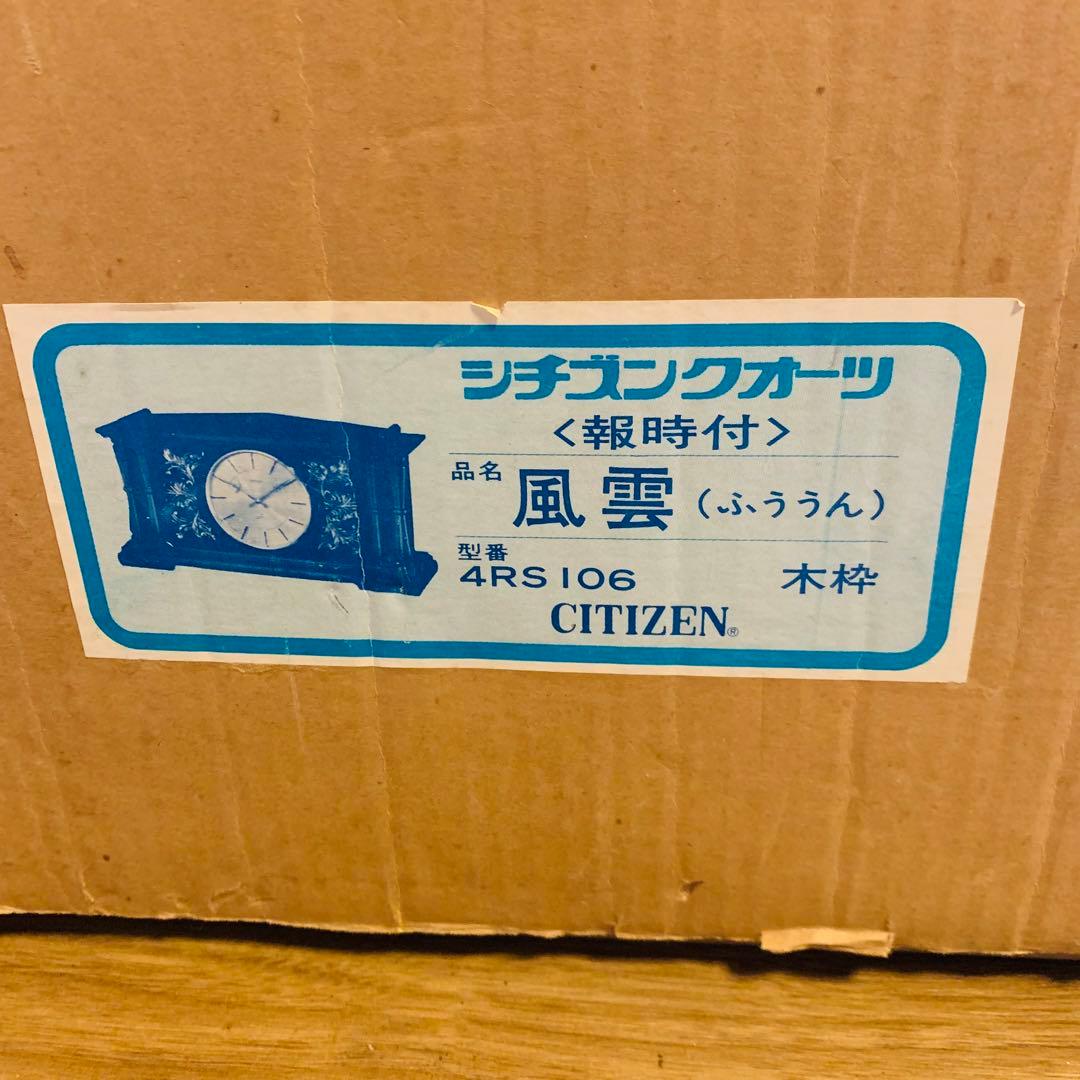 シチズンクオーツ
〈報時付〉
品名 風雲(ふううん)
型番
4RS106 木枠
CITIZEN®